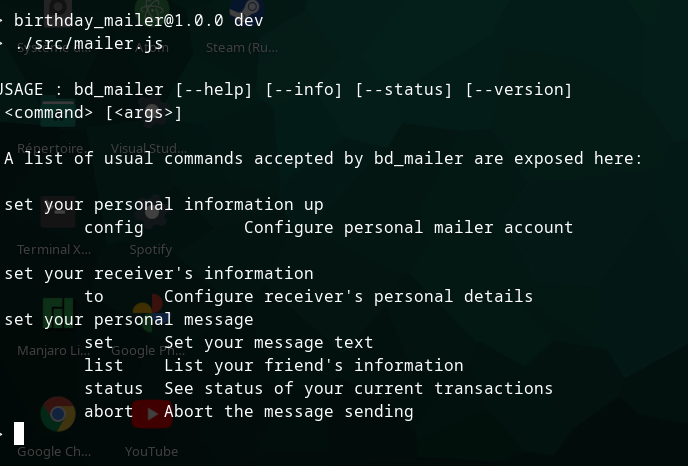 > birthday_mailer@1.0.0 dev
> ./src/mailer.js
USAGE : bd_mailer [--help] [--info] [--status] [--version]
<command> [<args>]
A list of usual commands accepted by bd_mailer are exposed here:
set your personal information up
config Configure personal mailer account
set your receiver's information
to Configure receiver's personal details
set your personal message
set Set your message text
list List your friend's information
status See status of your current transactions
abort Abort the message sending
>
Steam (Ru...
Répertoire
Visual Stud...
Terminal X...
Spotify
Manjaro Li...
Google Ch...
YouTube